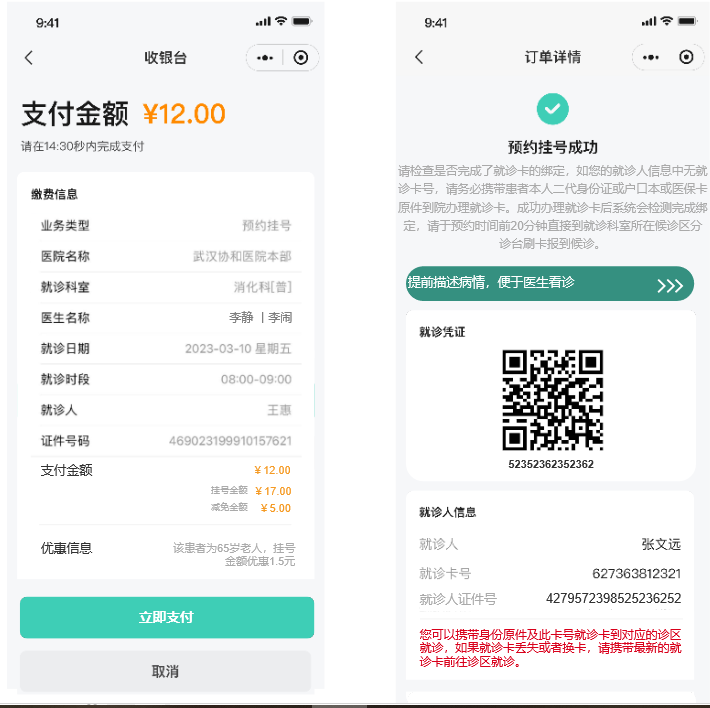 9:41
收银台
支付金额 ¥12.00
请在14:30秒内完成支付
缴费信息
业务类型 预约挂号
医院名称 武汉协和医院本部
就诊科室 消化科[普]
医生名称 李静 丨李闹
就诊日期 2023-03-10 星期五
就诊时段 08:00-09:00
就诊人 王惠
证件号码 469023199910157621
支付金额 ¥ 12.00
挂号金额 ¥ 17.00
减免金额 ¥ 5.00
优惠信息 该患者为65岁老人，挂号
金额优惠1.5元
立即支付
取消
9:41
订单详情
预约挂号成功
请检查是否完成了就诊卡的绑定，如您的就诊人信息中无就
诊卡号，请务必携带患者本人二代身份证或户口本或医保卡
原件到院办理就诊卡。成功办理就诊卡后系统会检测完成绑
定，请于预约时间前20分钟直接到就诊科室所在候诊区分
诊台刷卡报到候诊。
提前描述病情，便于医生看诊
就诊凭证
52352362352362
就诊人信息
就诊人 张文远
就诊卡号 627363812321
就诊人证件号 4279572398525236252
您可以携带身份原件及此卡号就诊卡到对应的诊区
就诊，如果就诊卡丢失或者换卡，请携带最新的就
诊卡前往诊区就诊。